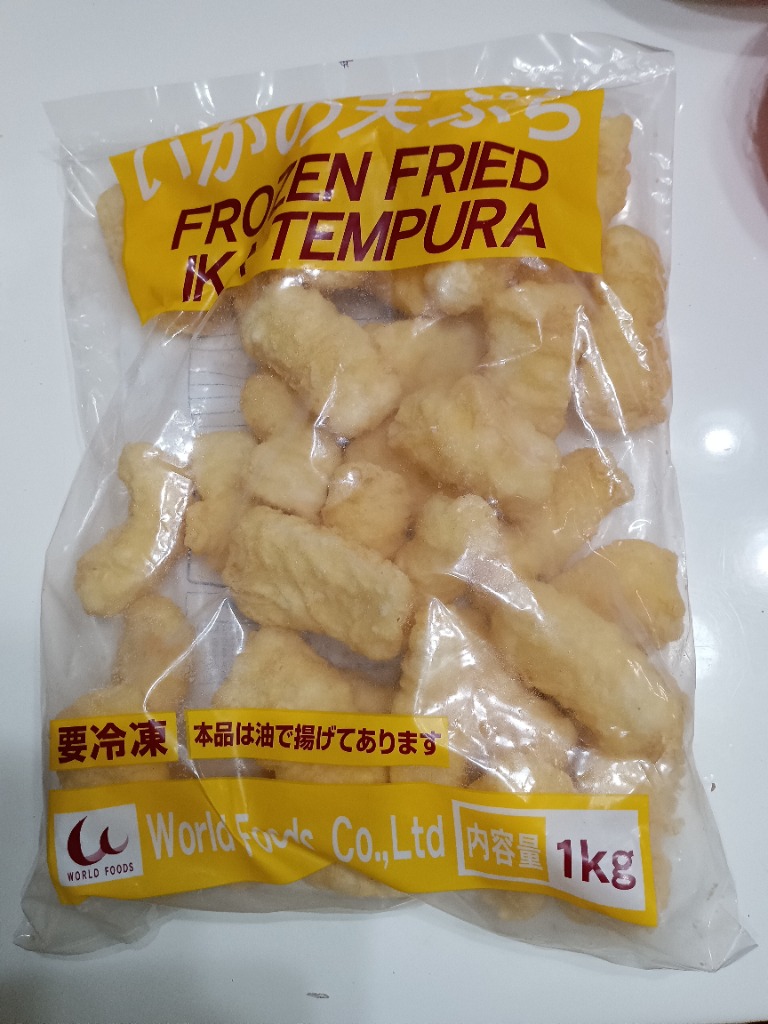 いかの天ぷら
FROZEN FRIED
IKA TEMPURA
要冷凍
本品は油で揚げてあります
WORLD FOODS
World Foods Co.,Ltd
内容量
1kg